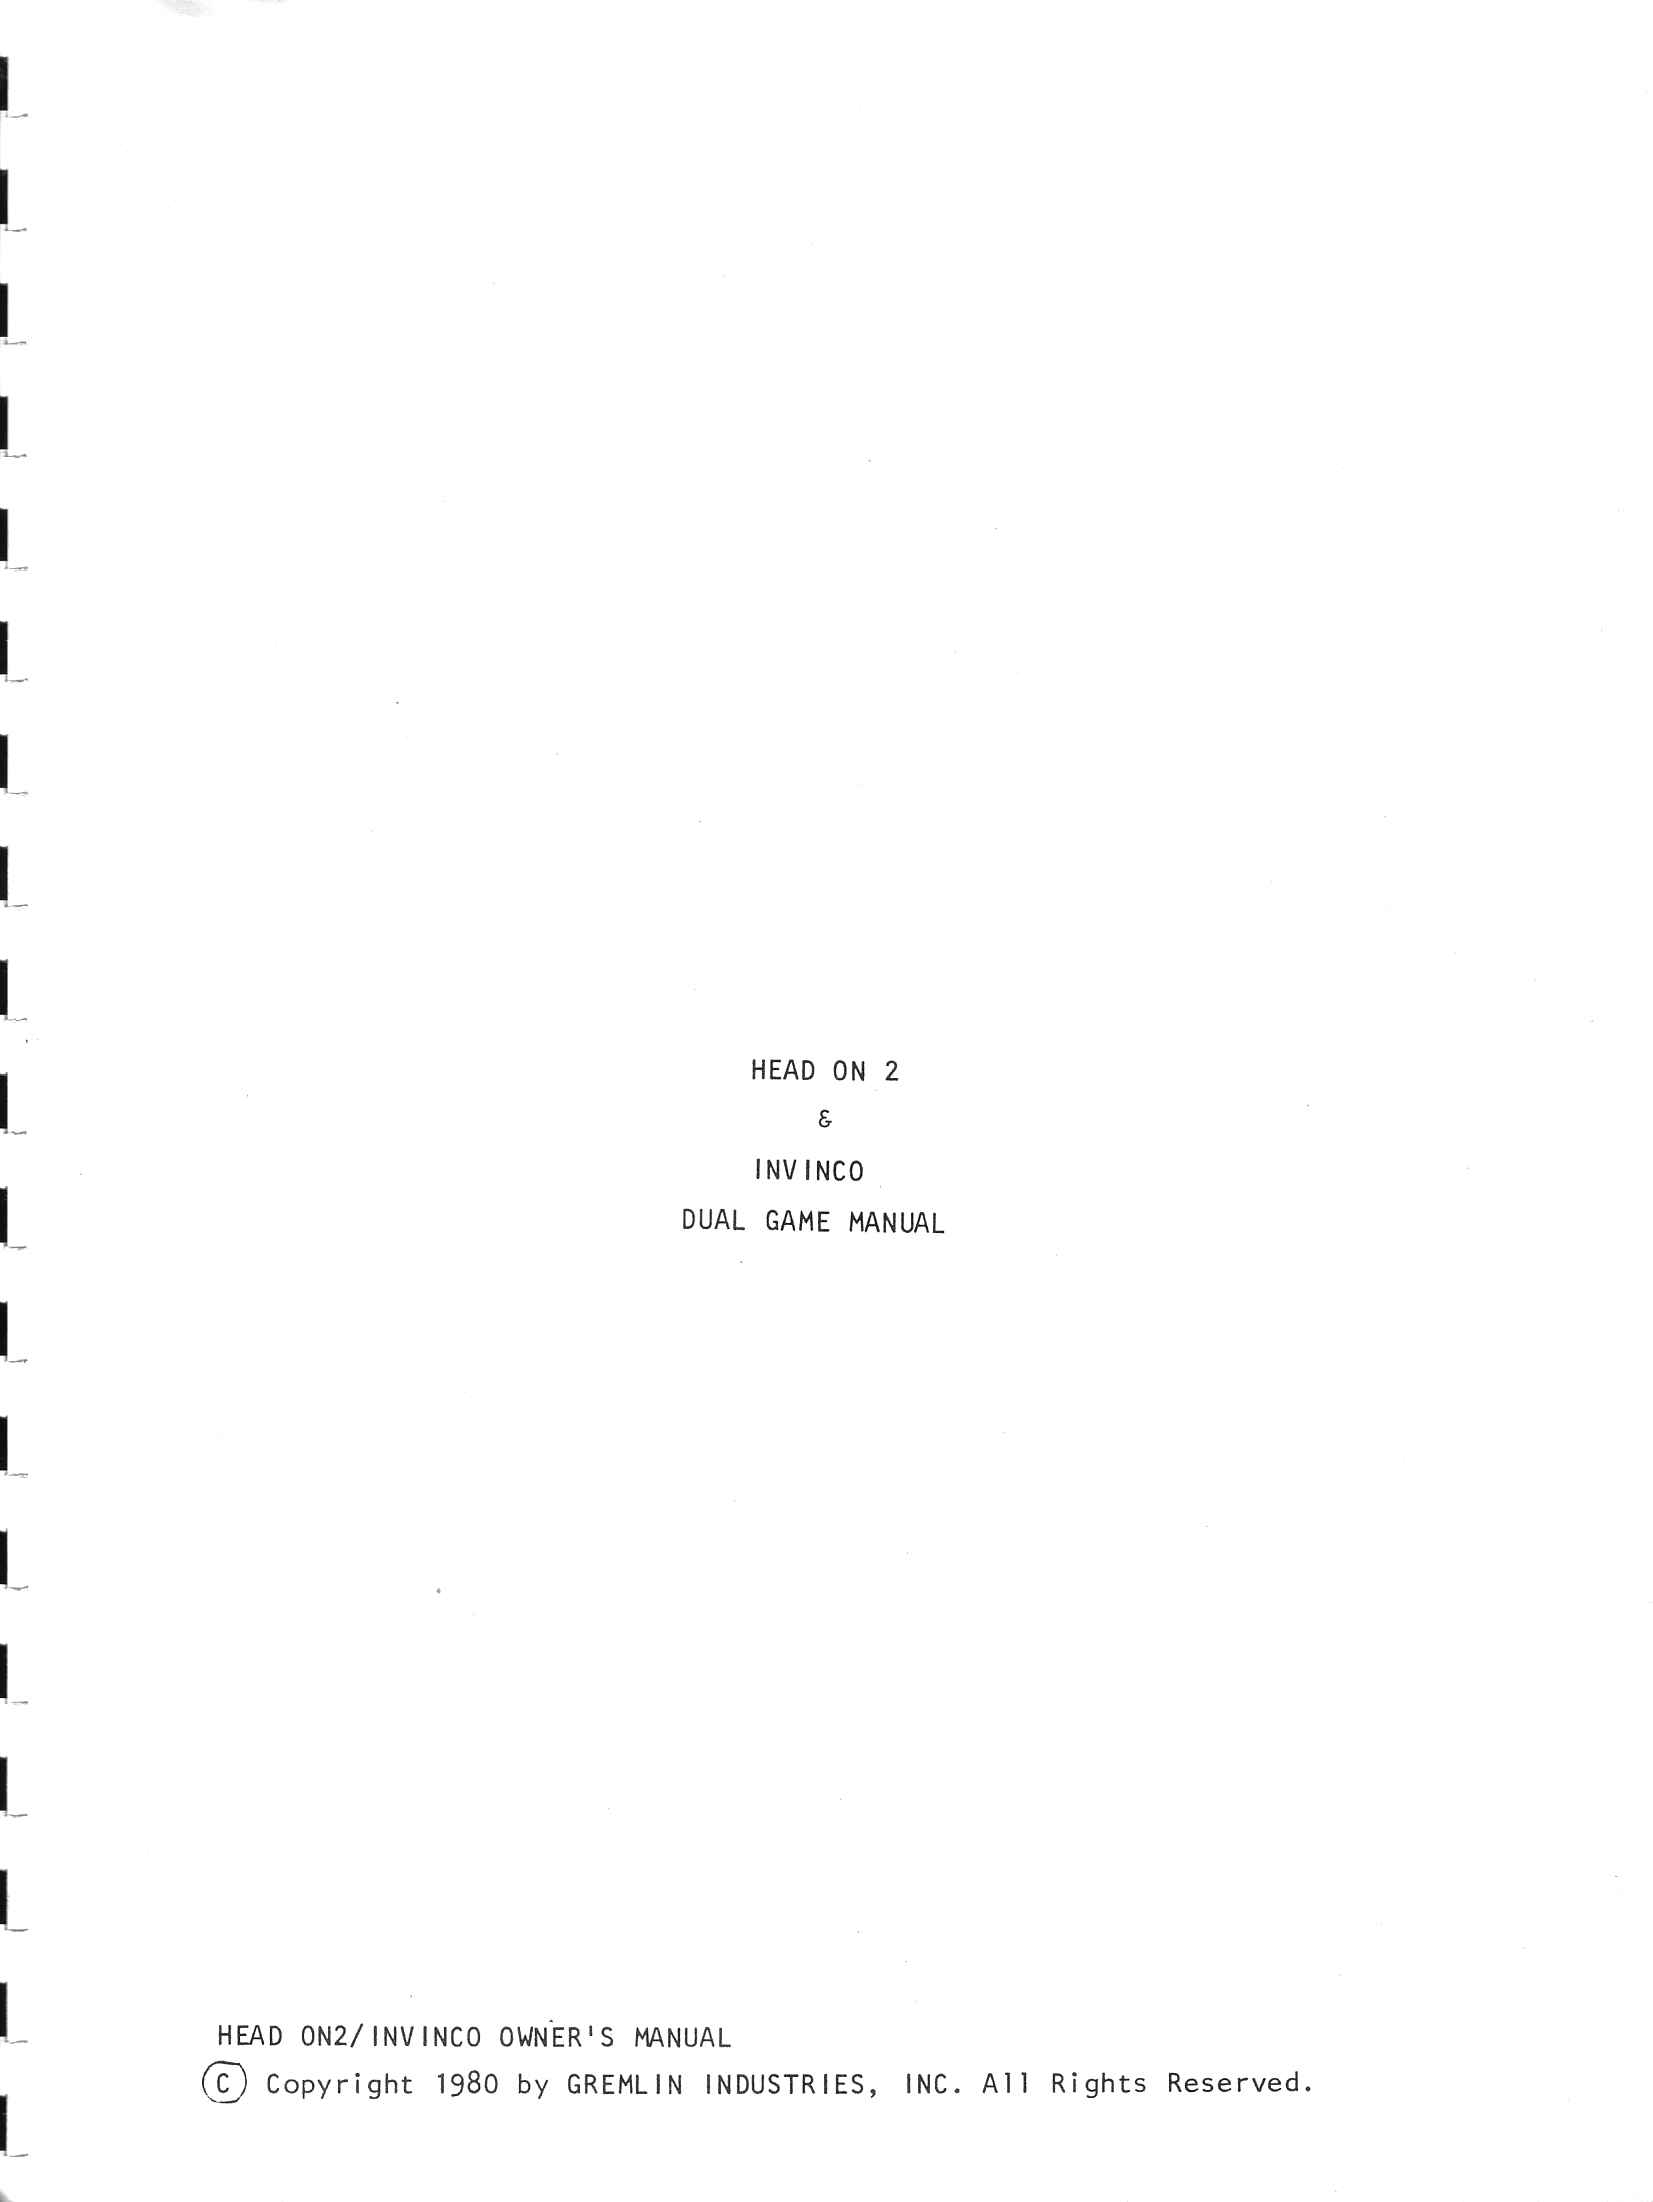 HEAD ON 2
&
INVINCO
DUAL GAME MANUAL
HEAD ON2/INVINCO OWNER'S MANUAL
© Copyright 1980 by GREMLIN INDUSTRIES, INC. All Rights Reserved.